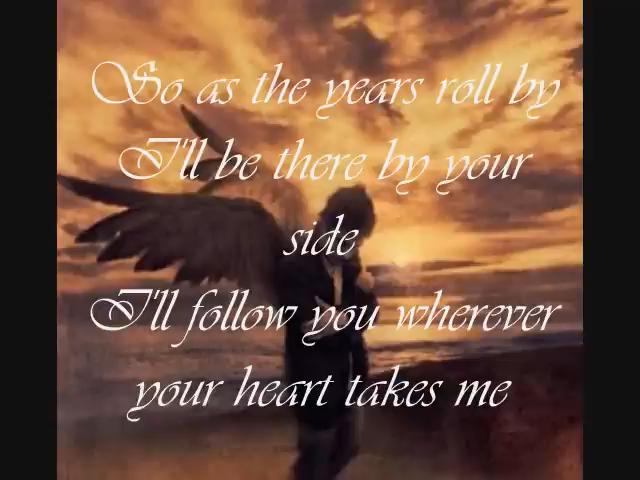 So as the years roll by
I'll be there by your
side
I'll follow you wherever
your heart takes me